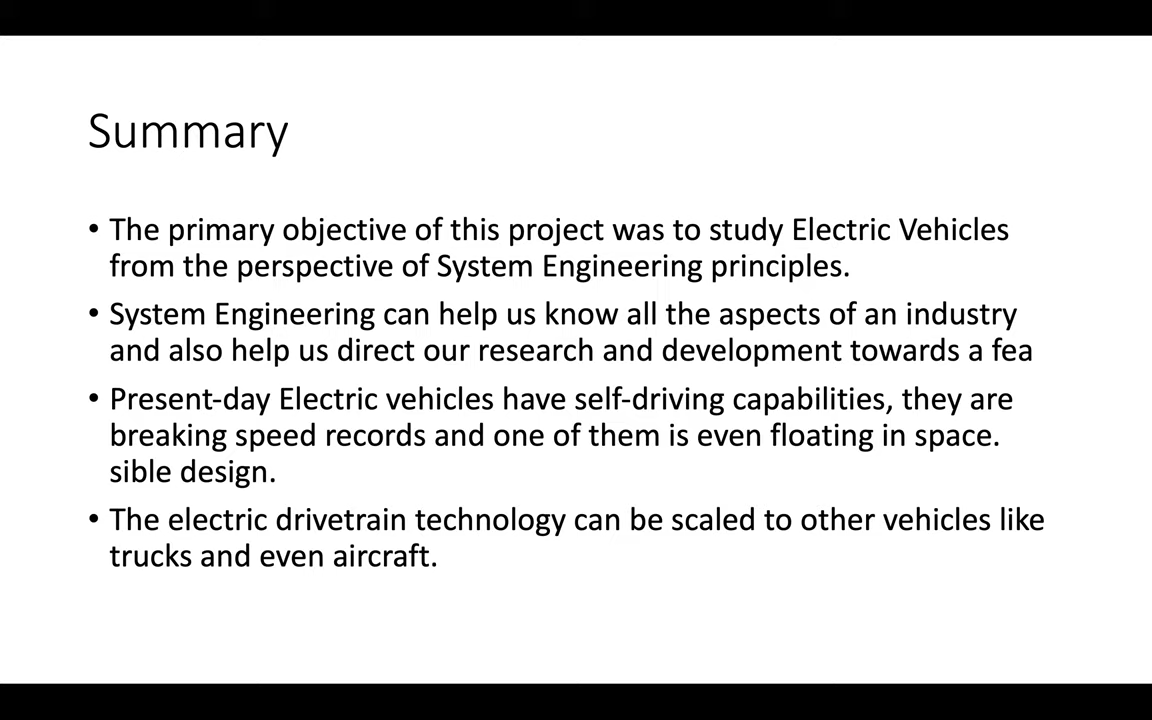 Summary
• The primary objective of this project was to study Electric Vehicles
from the perspective of System Engineering principles.
• System Engineering can help us know all the aspects of an industry
and also help us direct our research and development towards a fea
• Present-day Electric vehicles have self-driving capabilities, they are
breaking speed records and one of them is even floating in space.
sible design.
• The electric drivetrain technology can be scaled to other vehicles like
trucks and even aircraft.